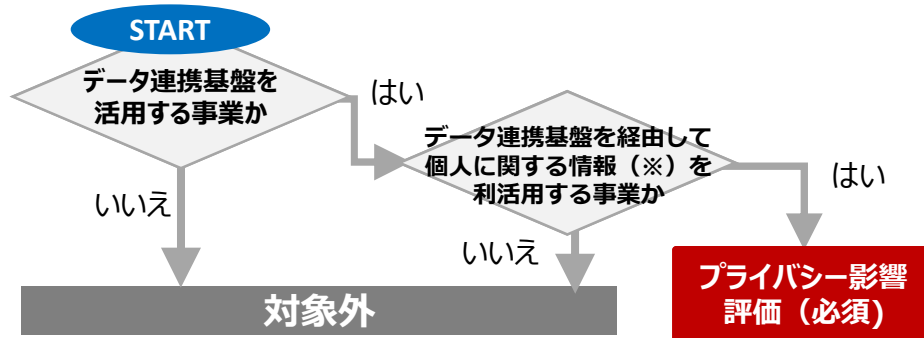 START
データ連携基盤を
活用する事業か
はい
データ連携基盤を経由して
個人に関する情報（※）を
利活用する事業か
はい
いいえ
いいえ
プライバシー影響
評価（必須)
対象外